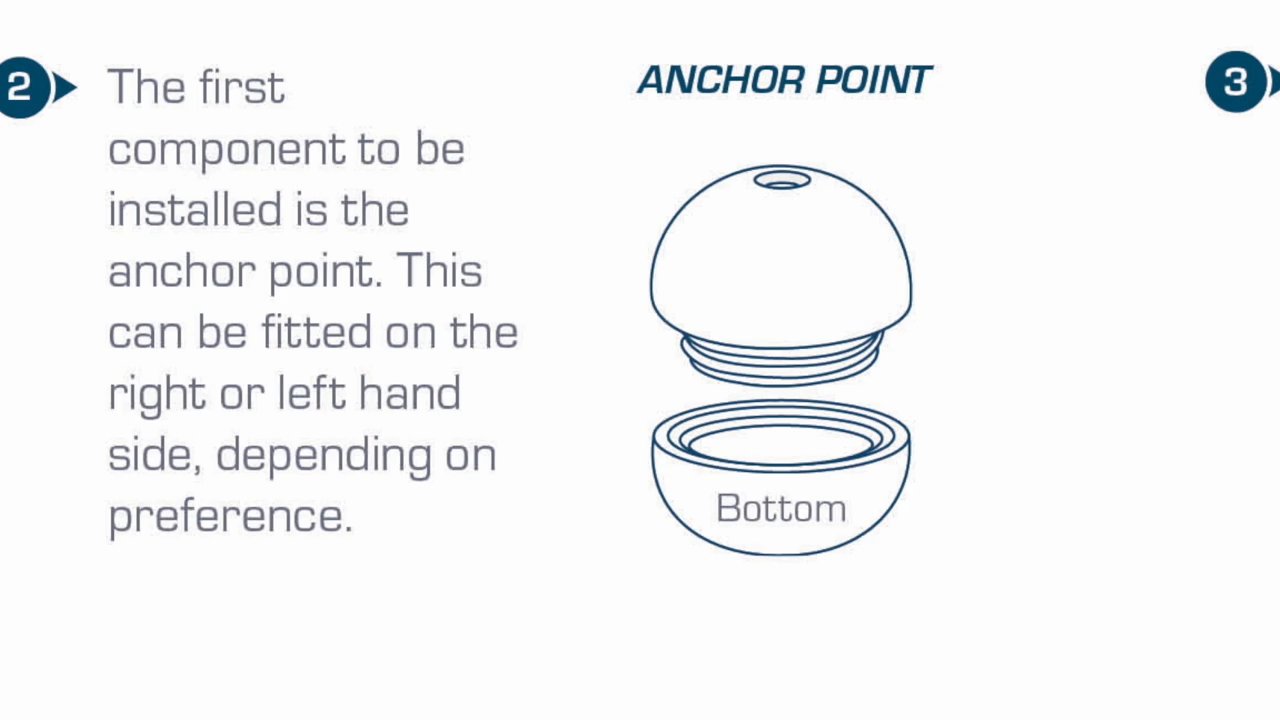 2
The first
component to be
installed is the
anchor point. This
can be fitted on the
right or left hand
side, depending on
preference.
ANCHOR POINT
Bottom
3